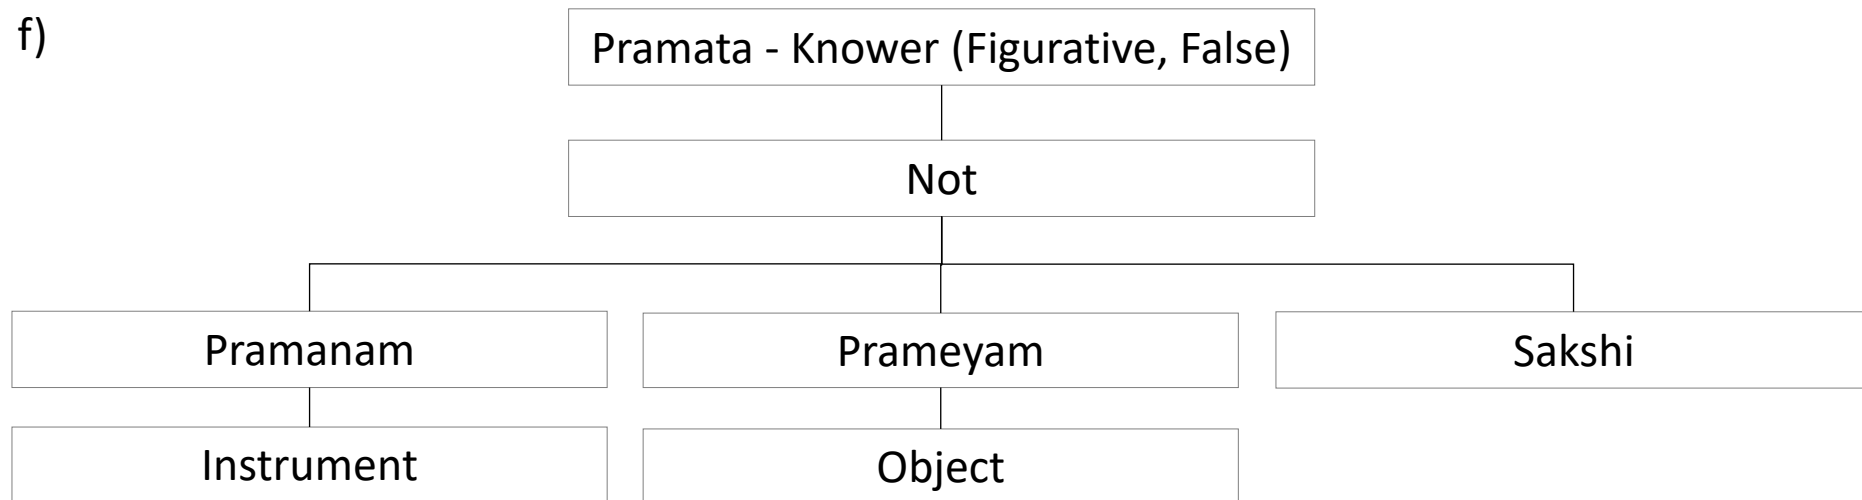 f)
Pramata - Knower (Figurative, False)
Not
Pramanam
Prameyam
Sakshi
Instrument
Object